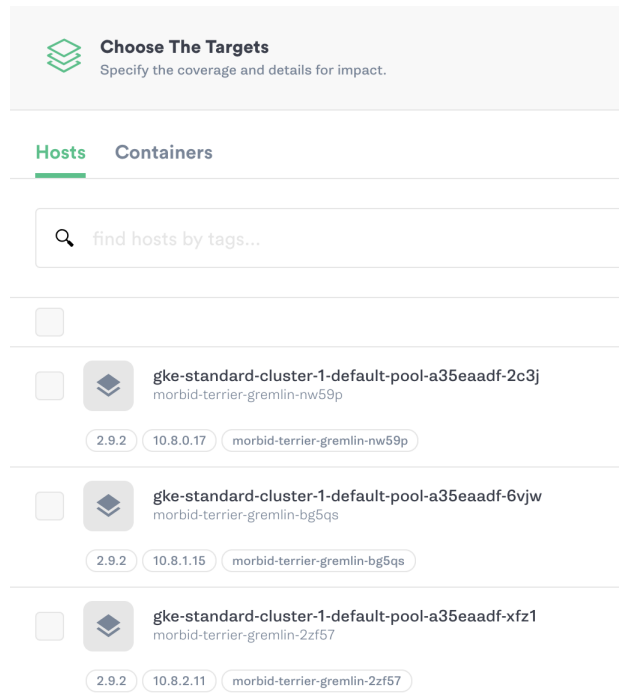 Choose The Targets
Specify the coverage and details for impact.
Hosts Containers
find hosts by tags...
gke-standard-cluster-1-default-pool-a35eaadf-2c3j
morbid-terrier-gremlin-nw59p
2.9.2 10.8.0.17 morbid-terrier-gremlin-nw59p
gke-standard-cluster-1-default-pool-a35eaadf-6vjw
morbid-terrier-gremlin-bg5qs
2.9.2 10.8.1.15 morbid-terrier-gremlin-bg5qs
gke-standard-cluster-1-default-pool-a35eaadf-xfz1
morbid-terrier-gremlin-2zf57
2.9.2 10.8.2.11 morbid-terrier-gremlin-2zf57